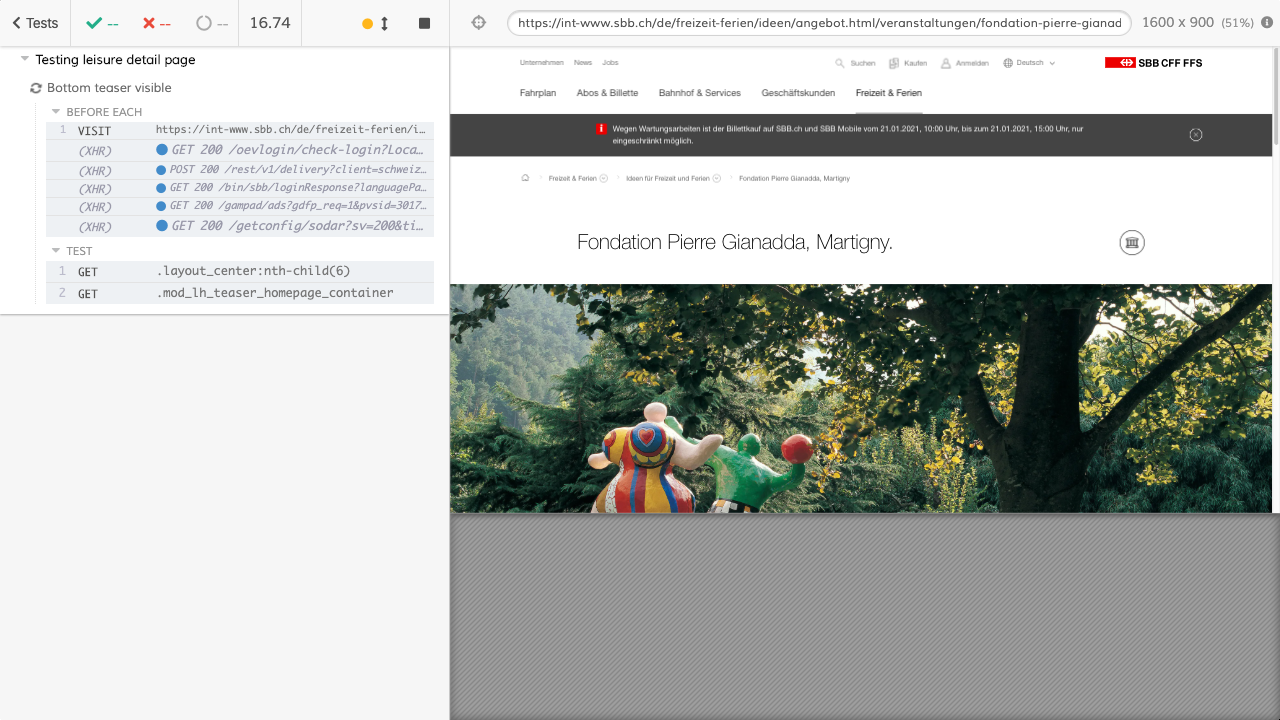 Tests -- -- -- 16.74
https://int-www.sbb.ch/de/freizeit-ferien/ideen/angebot.html/veranstaltungen/fondation-pierre-gianad
1600 x 900 (51%)
Testing leisure detail page
Bottom teaser visible
BEFORE EACH
1 VISIT https://int-www.sbb.ch/de/freizeit-ferien/i…
(XHR) GET 200 /oevlogin/check-login?Loca…
(XHR) POST 200 /rest/v1/delivery?client=schweiz…
(XHR) GET 200 /bin/sbb/loginResponse?languagePa…
(XHR) GET 200 /gampad/ads?gdfp_req=1&pvsid=3017…
(XHR) GET 200 /getconfig/sodar?sv=200&ti…
TEST
1 GET .layout_center:nth-child(6)
2 GET .mod_lh_teaser_homepage_container
Unternehmen News Jobs Suchen Kaufen Anmelden Deutsch SBB CFF FFS
Fahrplan Abos & Billette Bahnhof & Services Geschäftskunden Freizeit & Ferien
Wegen Wartungsarbeiten ist der Billettkauf auf SBB.ch und SBB Mobile vom 21.01.2021, 10:00 Uhr, bis zum 21.01.2021, 15:00 Uhr, nur
eingeschränkt möglich.
Freizeit & Ferien Ideen für Freizeit und Ferien Fondation Pierre Gianadda, Martigny
Fondation Pierre Gianadda, Martigny.